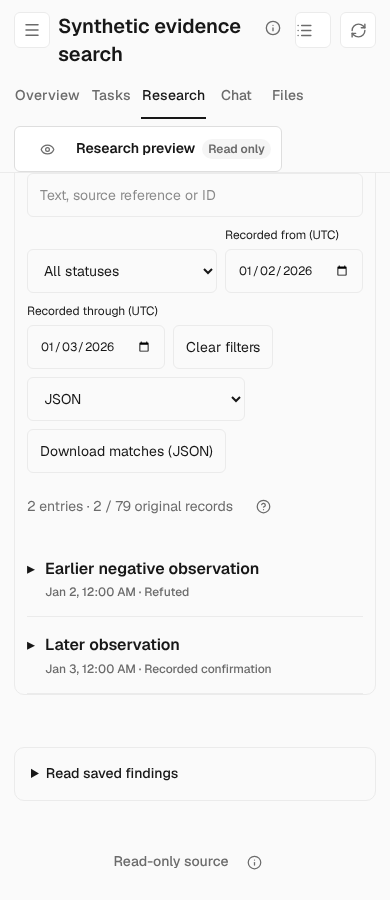 Synthetic evidence
search
Overview Tasks Research Chat Files
Research preview Read only
Text, source reference or ID
Recorded from (UTC)
All statuses 01/02/2026
Recorded through (UTC)
01/03/2026 Clear filters
JSON
Download matches (JSON)
2 entries · 2 / 79 original records
Earlier negative observation
Jan 2, 12:00 AM · Refuted
Later observation
Jan 3, 12:00 AM · Recorded confirmation
Read saved findings
Read-only source